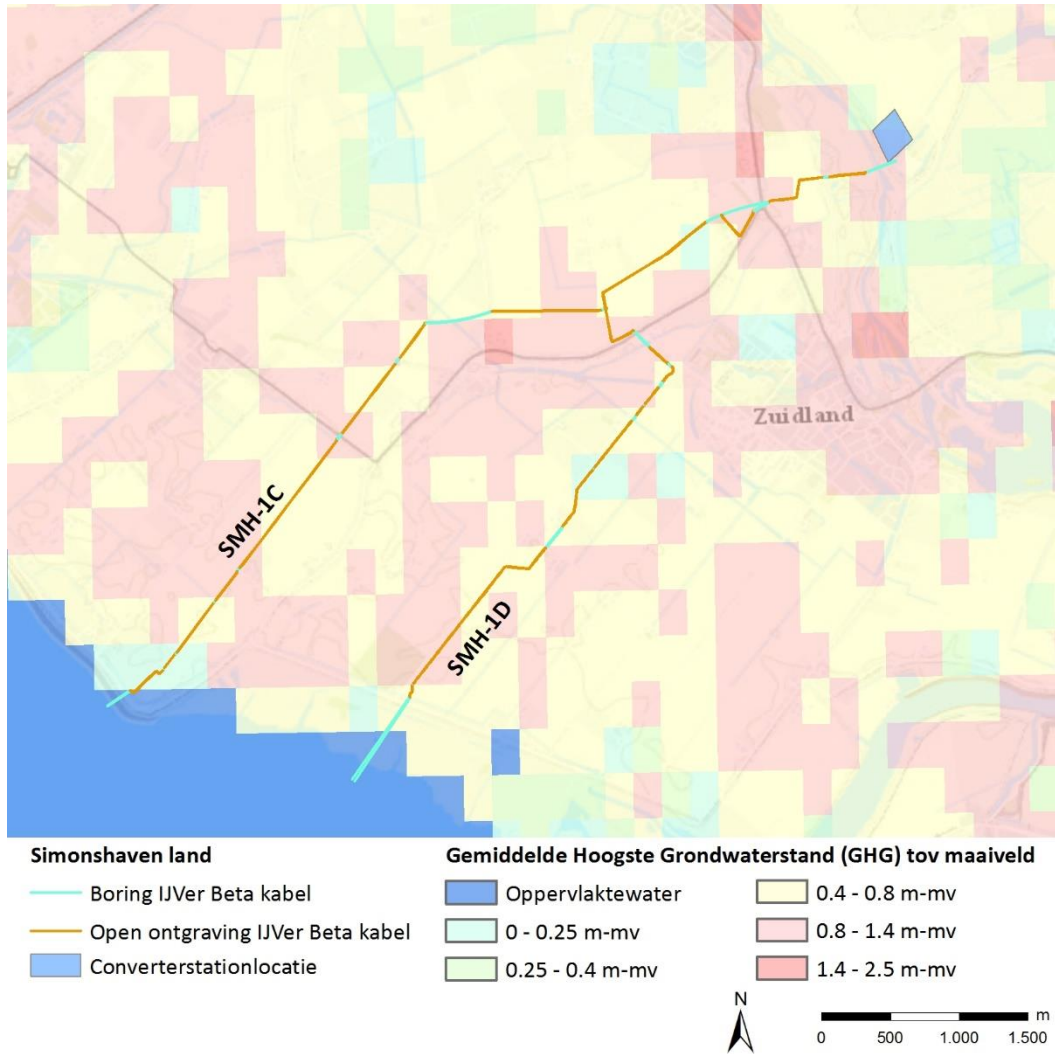 Zuidland
SMH-1C
SMH-1D
Simonshaven land
Boring IJVer Beta kabel
Open ontgraving IJVer Beta kabel
Converterstationlocatie
Gemiddelde Hoogste Grondwaterstand (GHG) tov maaiveld
Oppervlaktewater
0 - 0.25 m-mv
0.25 - 0.4 m-mv
0.4 - 0.8 m-mv
0.8 - 1.4 m-mv
1.4 - 2.5 m-mv
N
m
0 500 1.000 1.500